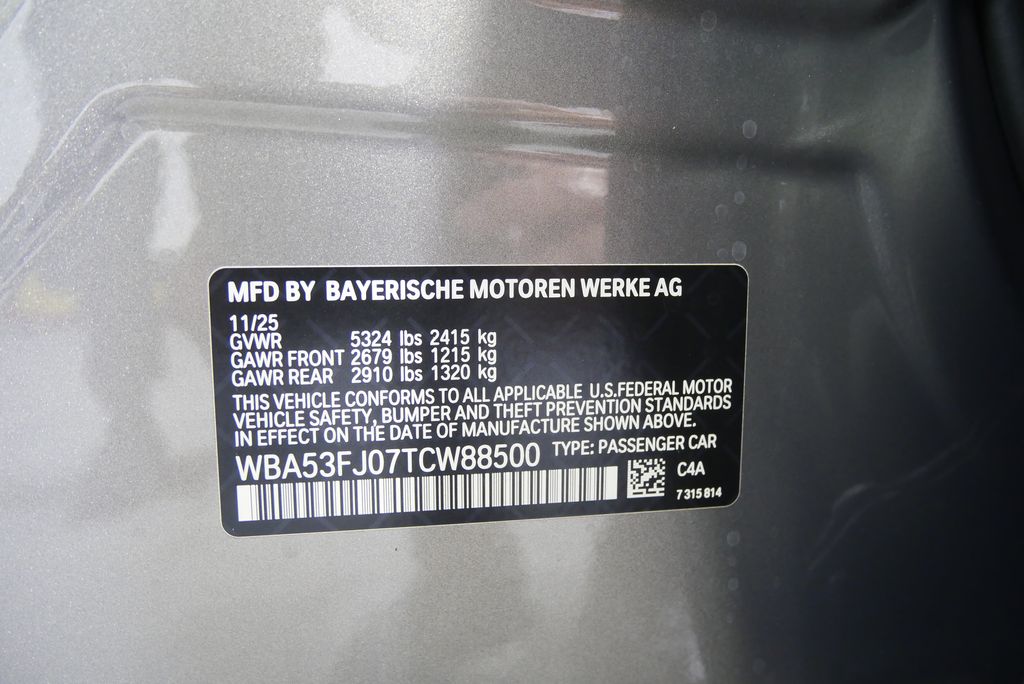 MFD BY BAYERISCHE MOTOREN WERKE AG
11/25
GVWR 5324 lbs 2415 kg
GAWR FRONT 2679 lbs 1215 kg
GAWR REAR 2910 lbs 1320 kg
THIS VEHICLE CONFORMS TO ALL APPLICABLE U.S.FEDERAL MOTOR
VEHICLE SAFETY, BUMPER AND THEFT PREVENTION STANDARDS
IN EFFECT ON THE DATE OF MANUFACTURE SHOWN ABOVE.
WBA53FJ07TCW88500 TYPE: PASSENGER CAR
C4A
7 315 814